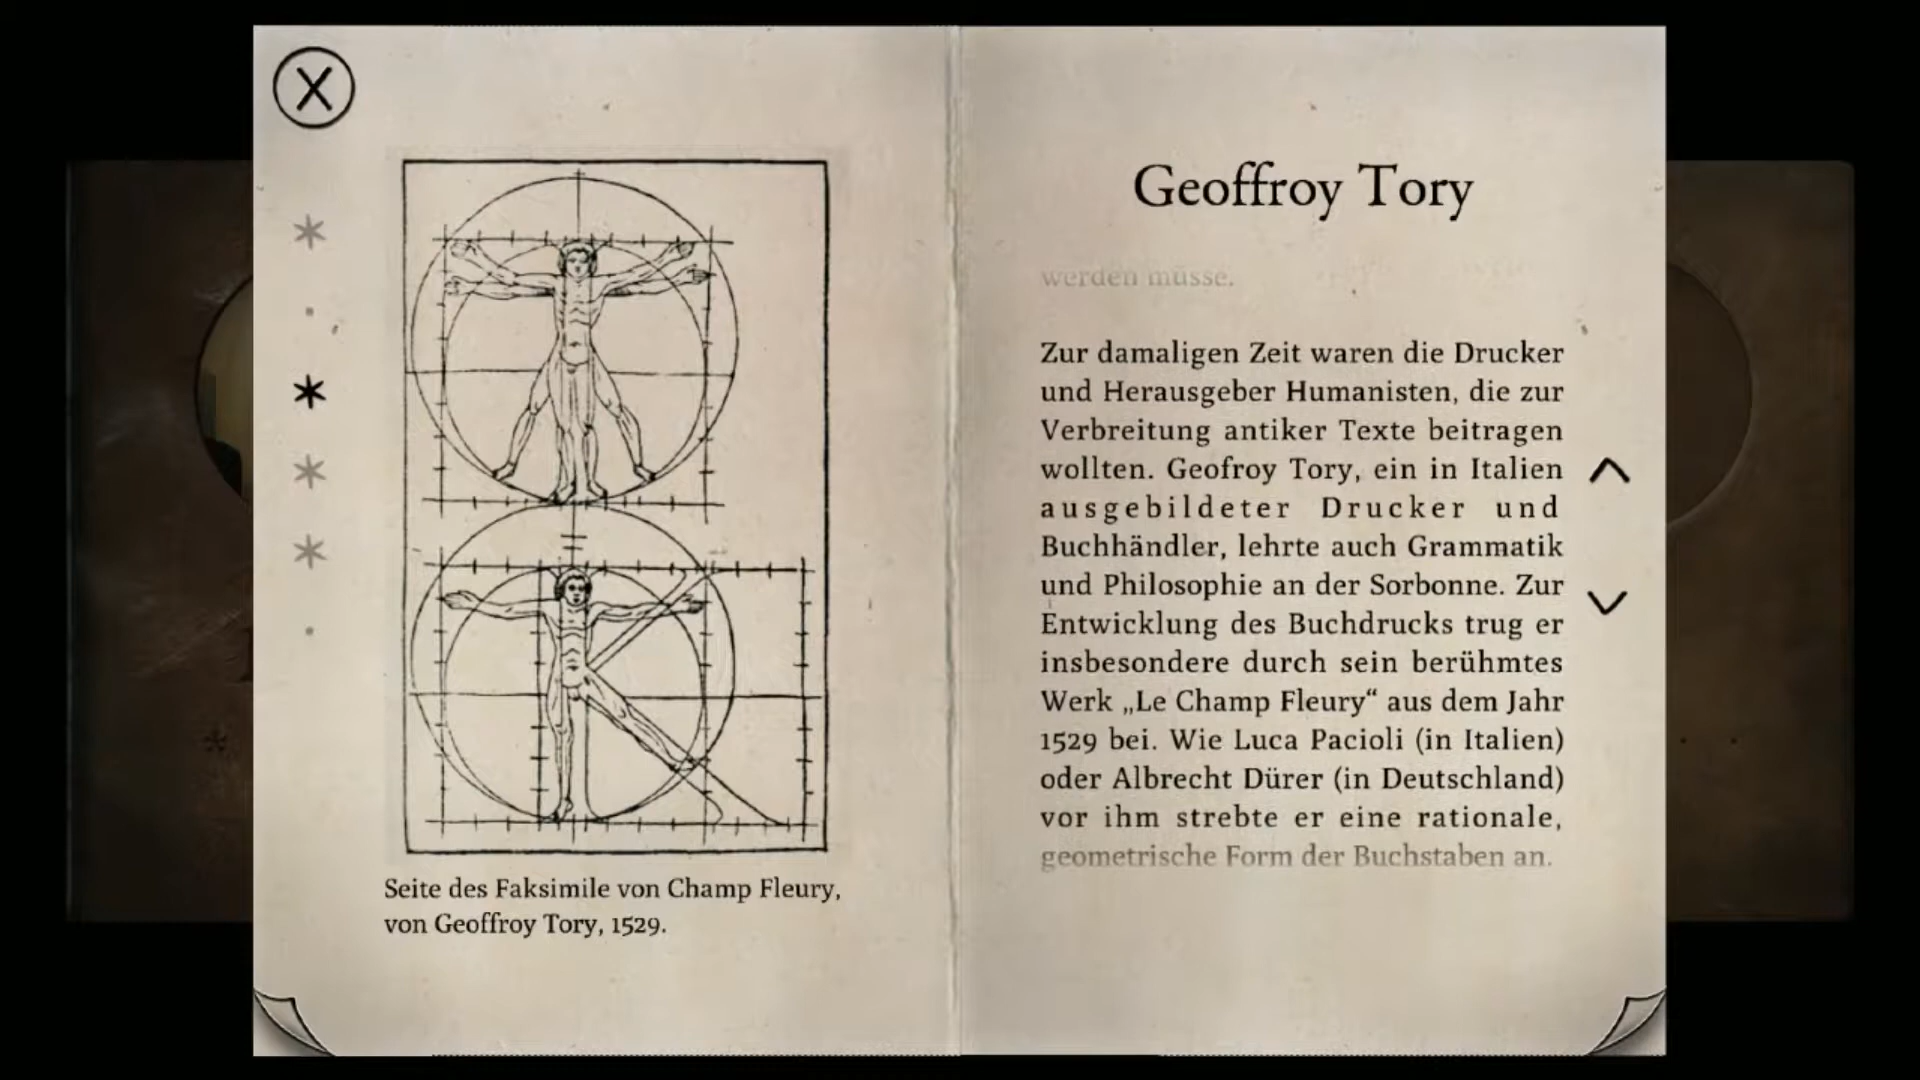 X
Seite des Faksimile von Champ Fleury,
von Geoffroy Tory, 1529.
Geoffroy Tory
werden müsse.
Zur damaligen Zeit waren die Drucker
und Herausgeber Humanisten, die zur
Verbreitung antiker Texte beitragen
wollten. Geofroy Tory, ein in Italien
ausgebildeter Drucker und
Buchhändler, lehrte auch Grammatik
und Philosophie an der Sorbonne. Zur
Entwicklung des Buchdrucks trug er
insbesondere durch sein berühmtes
Werk „Le Champ Fleury“ aus dem Jahr
1529 bei. Wie Luca Pacioli (in Italien)
oder Albrecht Dürer (in Deutschland)
vor ihm strebte er eine rationale,
geometrische Form der Buchstaben an.